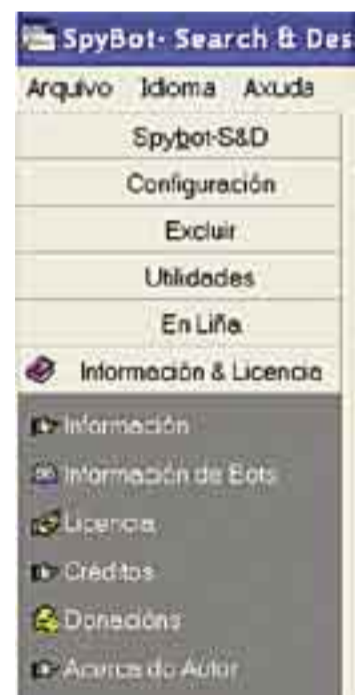 SpyBot- Search & Des
Arquivo Idioma Axuda
Spybot-S&D
Configuración
Excluír
Utilidades
En Liña
Información & Licencia
Información
Información de Bots
Licencia
Créditos
Donacións
Acerca do Autor